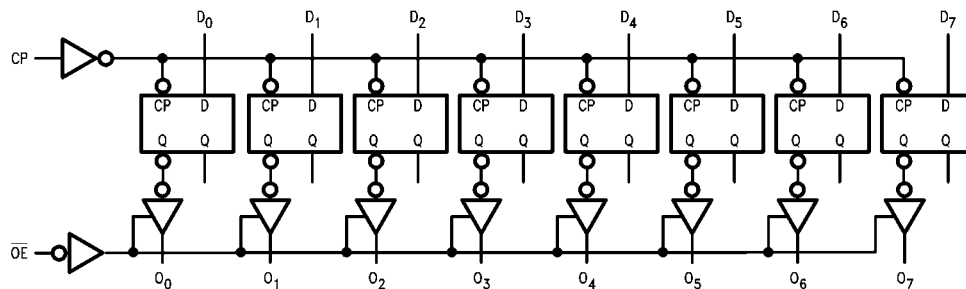 D₀ D₁ D₂ D₃ D₄ D₅ D₆ D₇
CP
CP D CP D CP D CP D CP D CP D CP D CP D
Q Q Q Q Q Q Q Q Q Q Q Q Q Q Q Q
O̅E̅
O₀ O₁ O₂ O₃ O₄ O₅ O₆ O₇